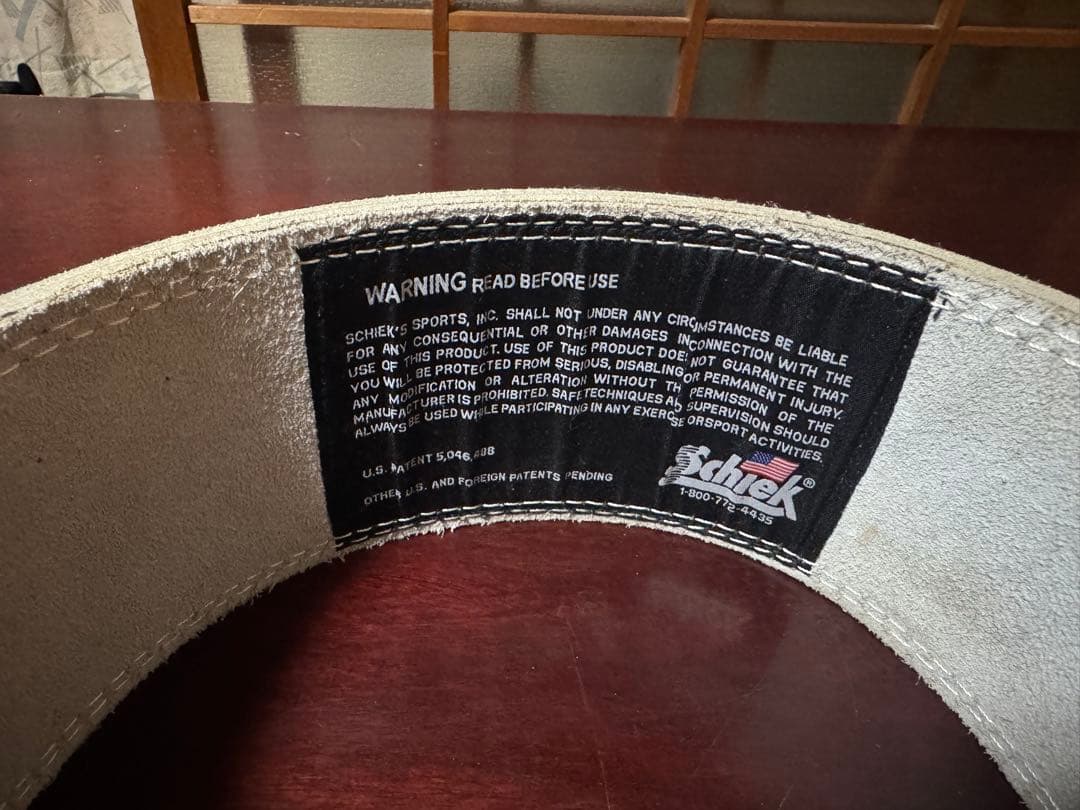 WARNING READ BEFORE USE
SCHIEK'S SPORTS, INC. SHALL NOT UNDER ANY CIRCUMSTANCES BE LIABLE
FOR ANY CONSEQUENTIAL OR OTHER DAMAGES IN CONNECTION WITH THE
USE OF THIS PRODUCT. USE OF THIS PRODUCT DOES NOT GUARANTEE THAT
YOU WILL BE PROTECTED FROM SERIOUS, DISABLING OR PERMANENT INJURY.
ANY MODIFICATION OR ALTERATION WITHOUT THE PERMISSION OF THE
MANUFACTURER IS PROHIBITED. SAFE TECHNIQUES AND SUPERVISION SHOULD
ALWAYS BE USED WHILE PARTICIPATING IN ANY EXERCISE OR SPORT ACTIVITIES.
U.S. PATENT 5,046,488
OTHER U.S. AND FOREIGN PATENTS PENDING
Schiek®
1-800-772-4435